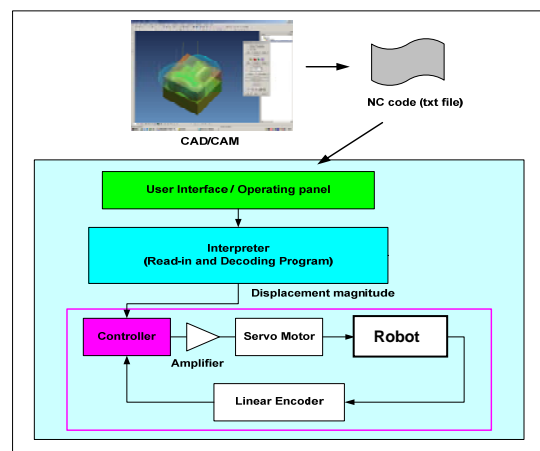 CAD/CAM
NC code (txt file)
User Interface / Operating panel
Interpreter
(Read-in and Decoding Program)
Displacement magnitude
Controller
Amplifier
Servo Motor
Robot
Linear Encoder